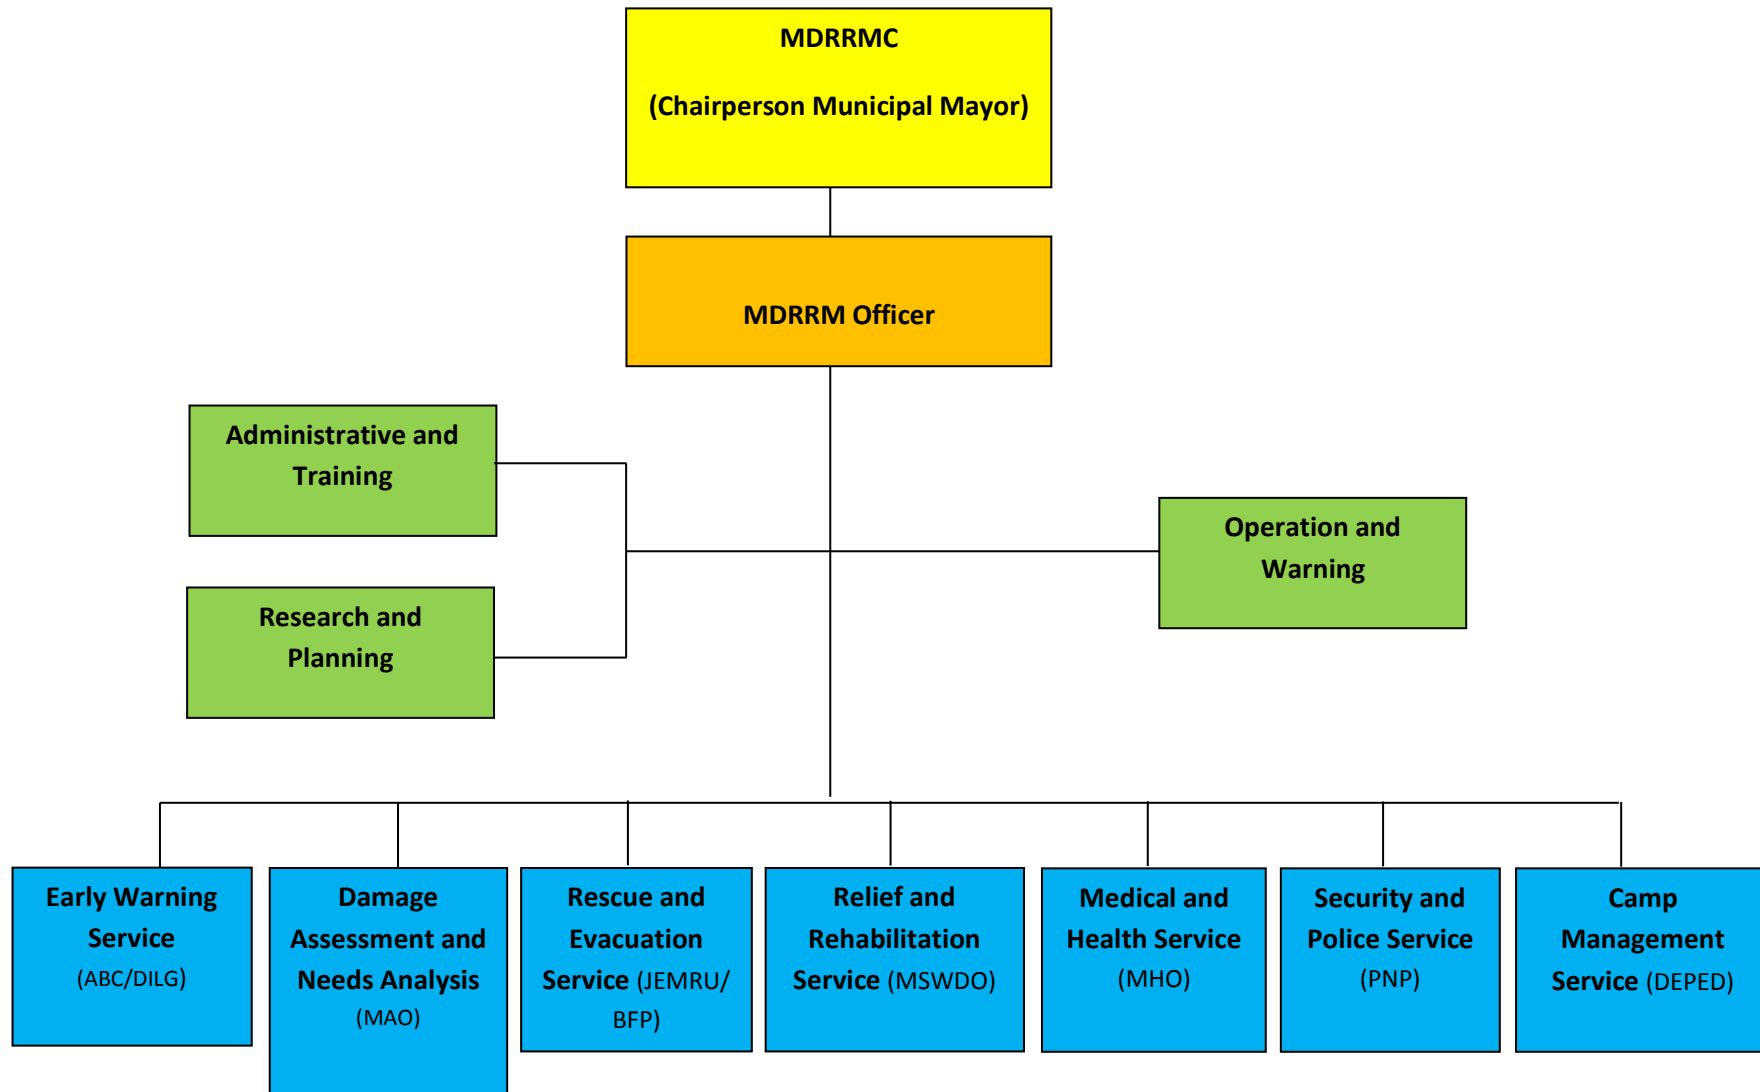 MDRRMC
(Chairperson Municipal Mayor)
MDRRM Officer
Administrative and
Training
Operation and
Warning
Research and
Planning
Early Warning
Service
(ABC/DILG)
Damage
Assessment and
Needs Analysis
(MAO)
Rescue and
Evacuation
Service (JEMRU/
BFP)
Relief and
Rehabilitation
Service (MSWDO)
Medical and
Health Service
(MHO)
Security and
Police Service
(PNP)
Camp
Management
Service (DEPED)